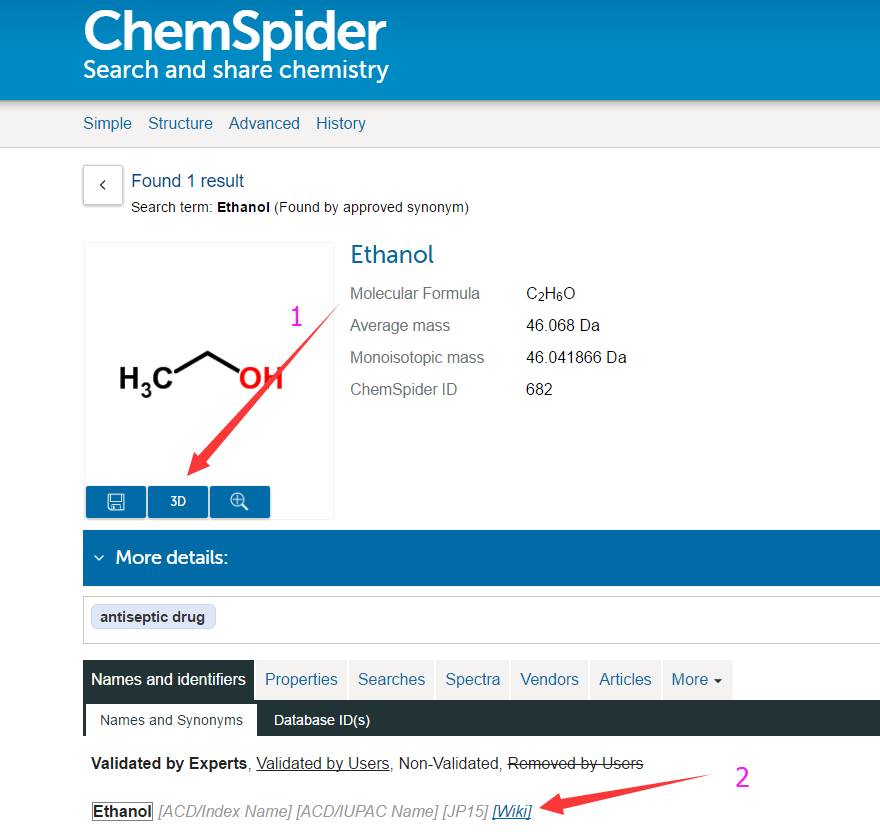 ChemSpider
Search and share chemistry
Simple Structure Advanced History
Found 1 result
Search term: Ethanol (Found by approved synonym)
Ethanol
Molecular Formula C2H6O
1
Average mass 46.068 Da
Monoisotopic mass 46.041866 Da
H3C OH
ChemSpider ID 682
3D
More details:
antiseptic drug
Names and identifiers Properties Searches Spectra Vendors Articles More
Names and Synonyms Database ID(s)
Validated by Experts, Validated by Users, Non-Validated, Removed by Users
2
Ethanol [ACD/Index Name] [ACD/IUPAC Name] [JP15] [Wiki]